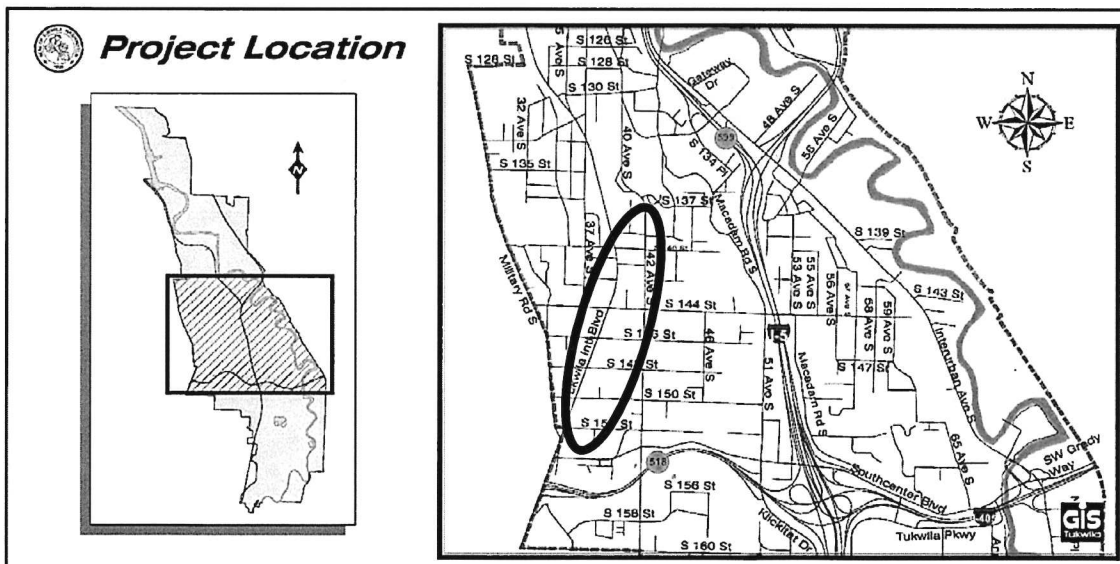 Project Location
N
N
W
E
S
S 126 St
S 126 St
S 128 St
S 130 St
Gateway
Dr
48 Ave S
56 Ave S
32 Ave S
40 Ave S
599
S 134 Pl
S 135 St
S 137 St
Macadam Rd S
37 Ave S
42 Ave S
S 139 St
Military Rd S
S 144 St
55 Ave S
53 Ave S
56 Ave S
58 Ave S
59 Ave S
S 143 St
Interurban Ave S
46 Ave S
51 Ave S
Macadam Rd S
S 147 St
S 150 St
65 Ave S
SW Grady
Way
518
Southcenter Blvd
S 156 St
Klickitat Dr
405
S 158 St
Tukwila Pkwy
S 160 St
GIS
Tukwila